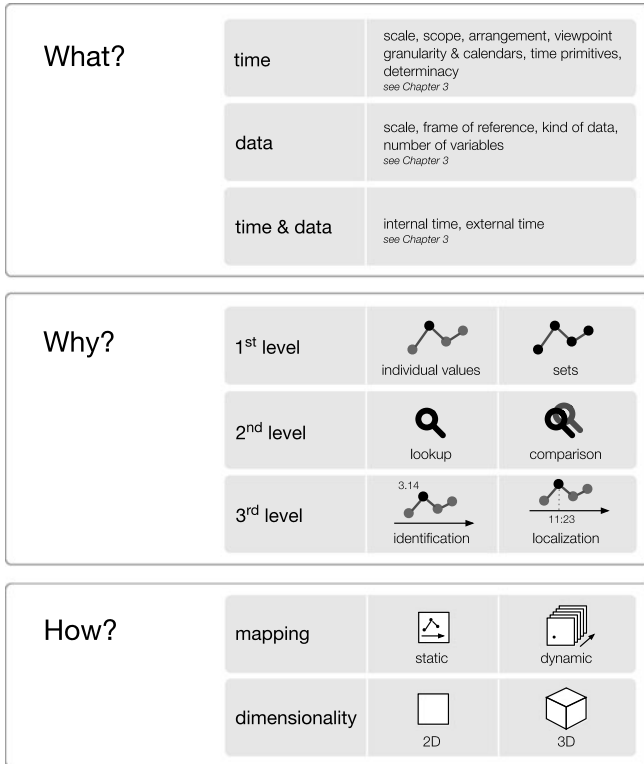 What?
time
scale, scope, arrangement, viewpoint
granularity & calendars, time primitives,
determinacy
see Chapter 3
data
scale, frame of reference, kind of data,
number of variables
see Chapter 3
time & data
internal time, external time
see Chapter 3
Why?
1st level
individual values
sets
2nd level
lookup
comparison
3rd level
3.14
identification
11:23
localization
How?
mapping
static
dynamic
dimensionality
2D
3D